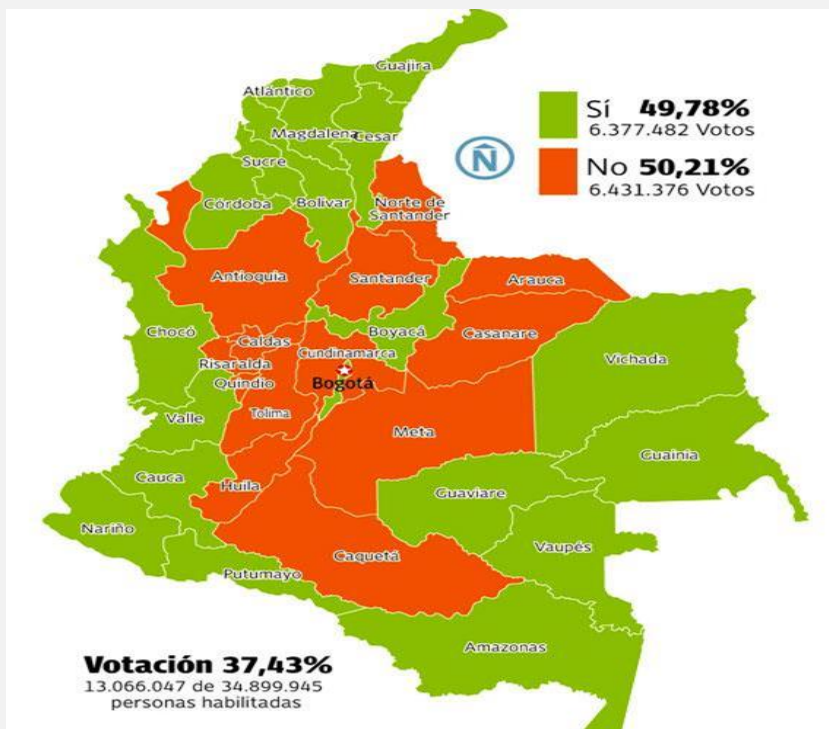 Guajira
Atlántico
Magdalena
Cesar
Sucre
Córdoba
Bolivar
Norte de
Santander
Antioquia
Santander
Arauca
Chocó
Boyacá
Casanare
Caldas
Cundinamarca
Risaralda
Quindio
Bogotá
Vichada
Tolima
Valle
Meta
Guainia
Cauca
Huila
Guaviare
Nariño
Vaupés
Caquetá
Putumayo
Amazonas
Sí 49,78%
6.377.482 Votos
N
No 50,21%
6.431.376 Votos
Votación 37,43%
13.066.047 de 34.899.945
personas habilitadas